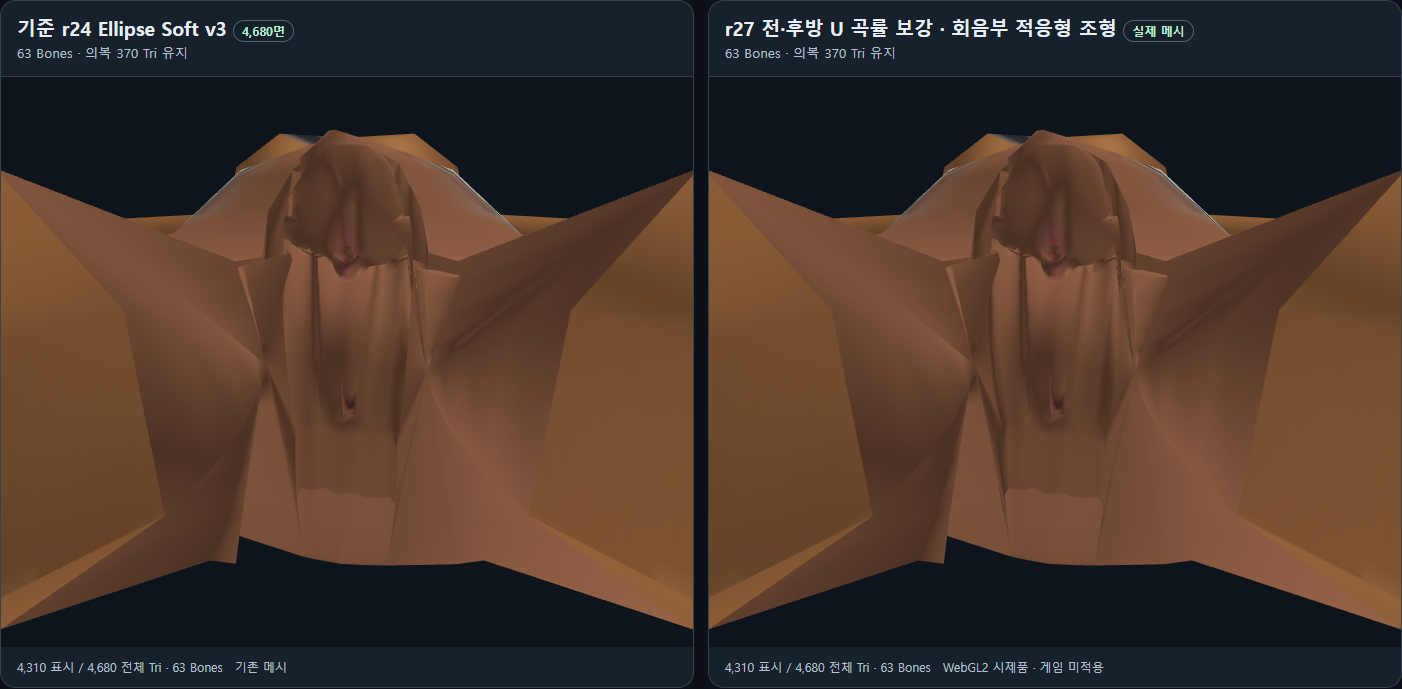 기준 r24 Ellipse Soft v3 4,680면
63 Bones · 의복 370 Tri 유지
4,310 표시 / 4,680 전체 Tri · 63 Bones 기존 메시
r27 전·후방 U 곡률 보강 · 회음부 적응형 조형 실제 메시
63 Bones · 의복 370 Tri 유지
4,310 표시 / 4,680 전체 Tri · 63 Bones WebGL2 시제품 · 게임 미적용